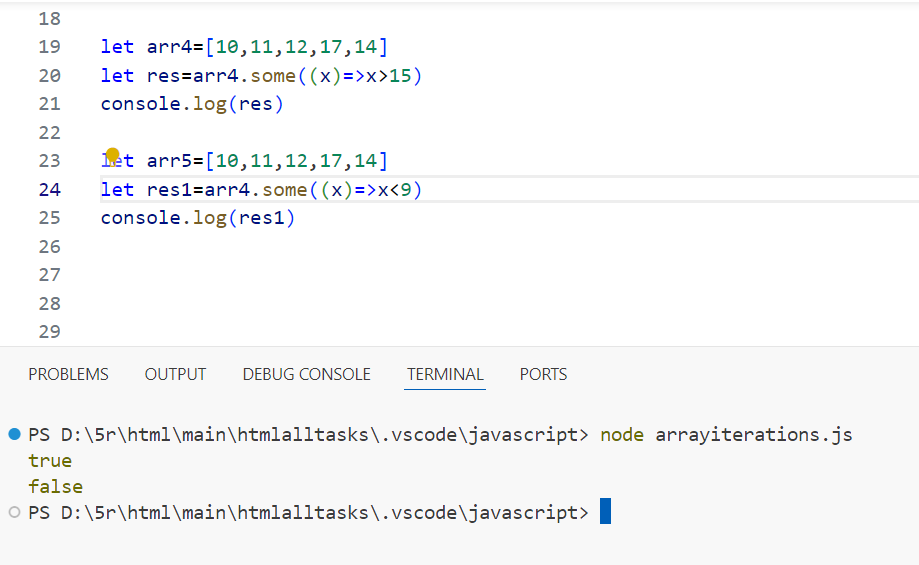 18
19 let arr4=[10,11,12,17,14]
20 let res=arr4.some((x)=>x>15)
21 console.log(res)
22
23 let arr5=[10,11,12,17,14]
24 let res1=arr4.some((x)=>x<9)
25 console.log(res1)
26
27
28
29
PROBLEMS OUTPUT DEBUG CONSOLE TERMINAL PORTS
PS D:\5r\html\main\htmlalltasks\.vscode\javascript> node arrayiterations.js
true
false
PS D:\5r\html\main\htmlalltasks\.vscode\javascript>